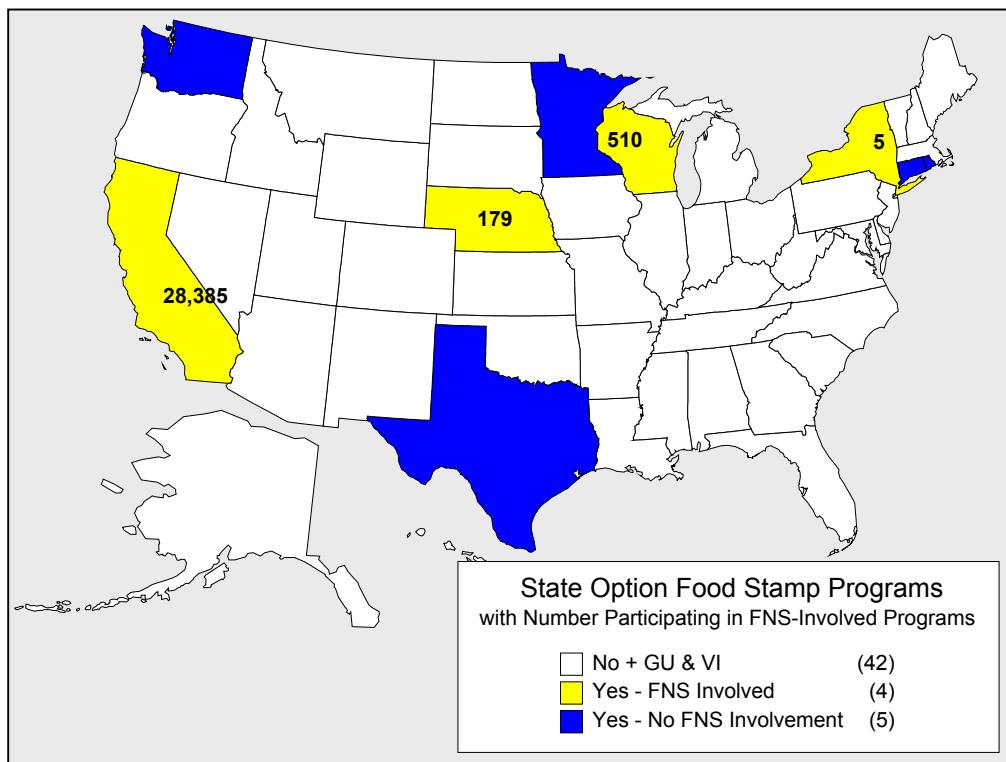 510
5
179
28,385
State Option Food Stamp Programs
with Number Participating in FNS-Involved Programs
No + GU & VI (42)
Yes - FNS Involved (4)
Yes - No FNS Involvement (5)